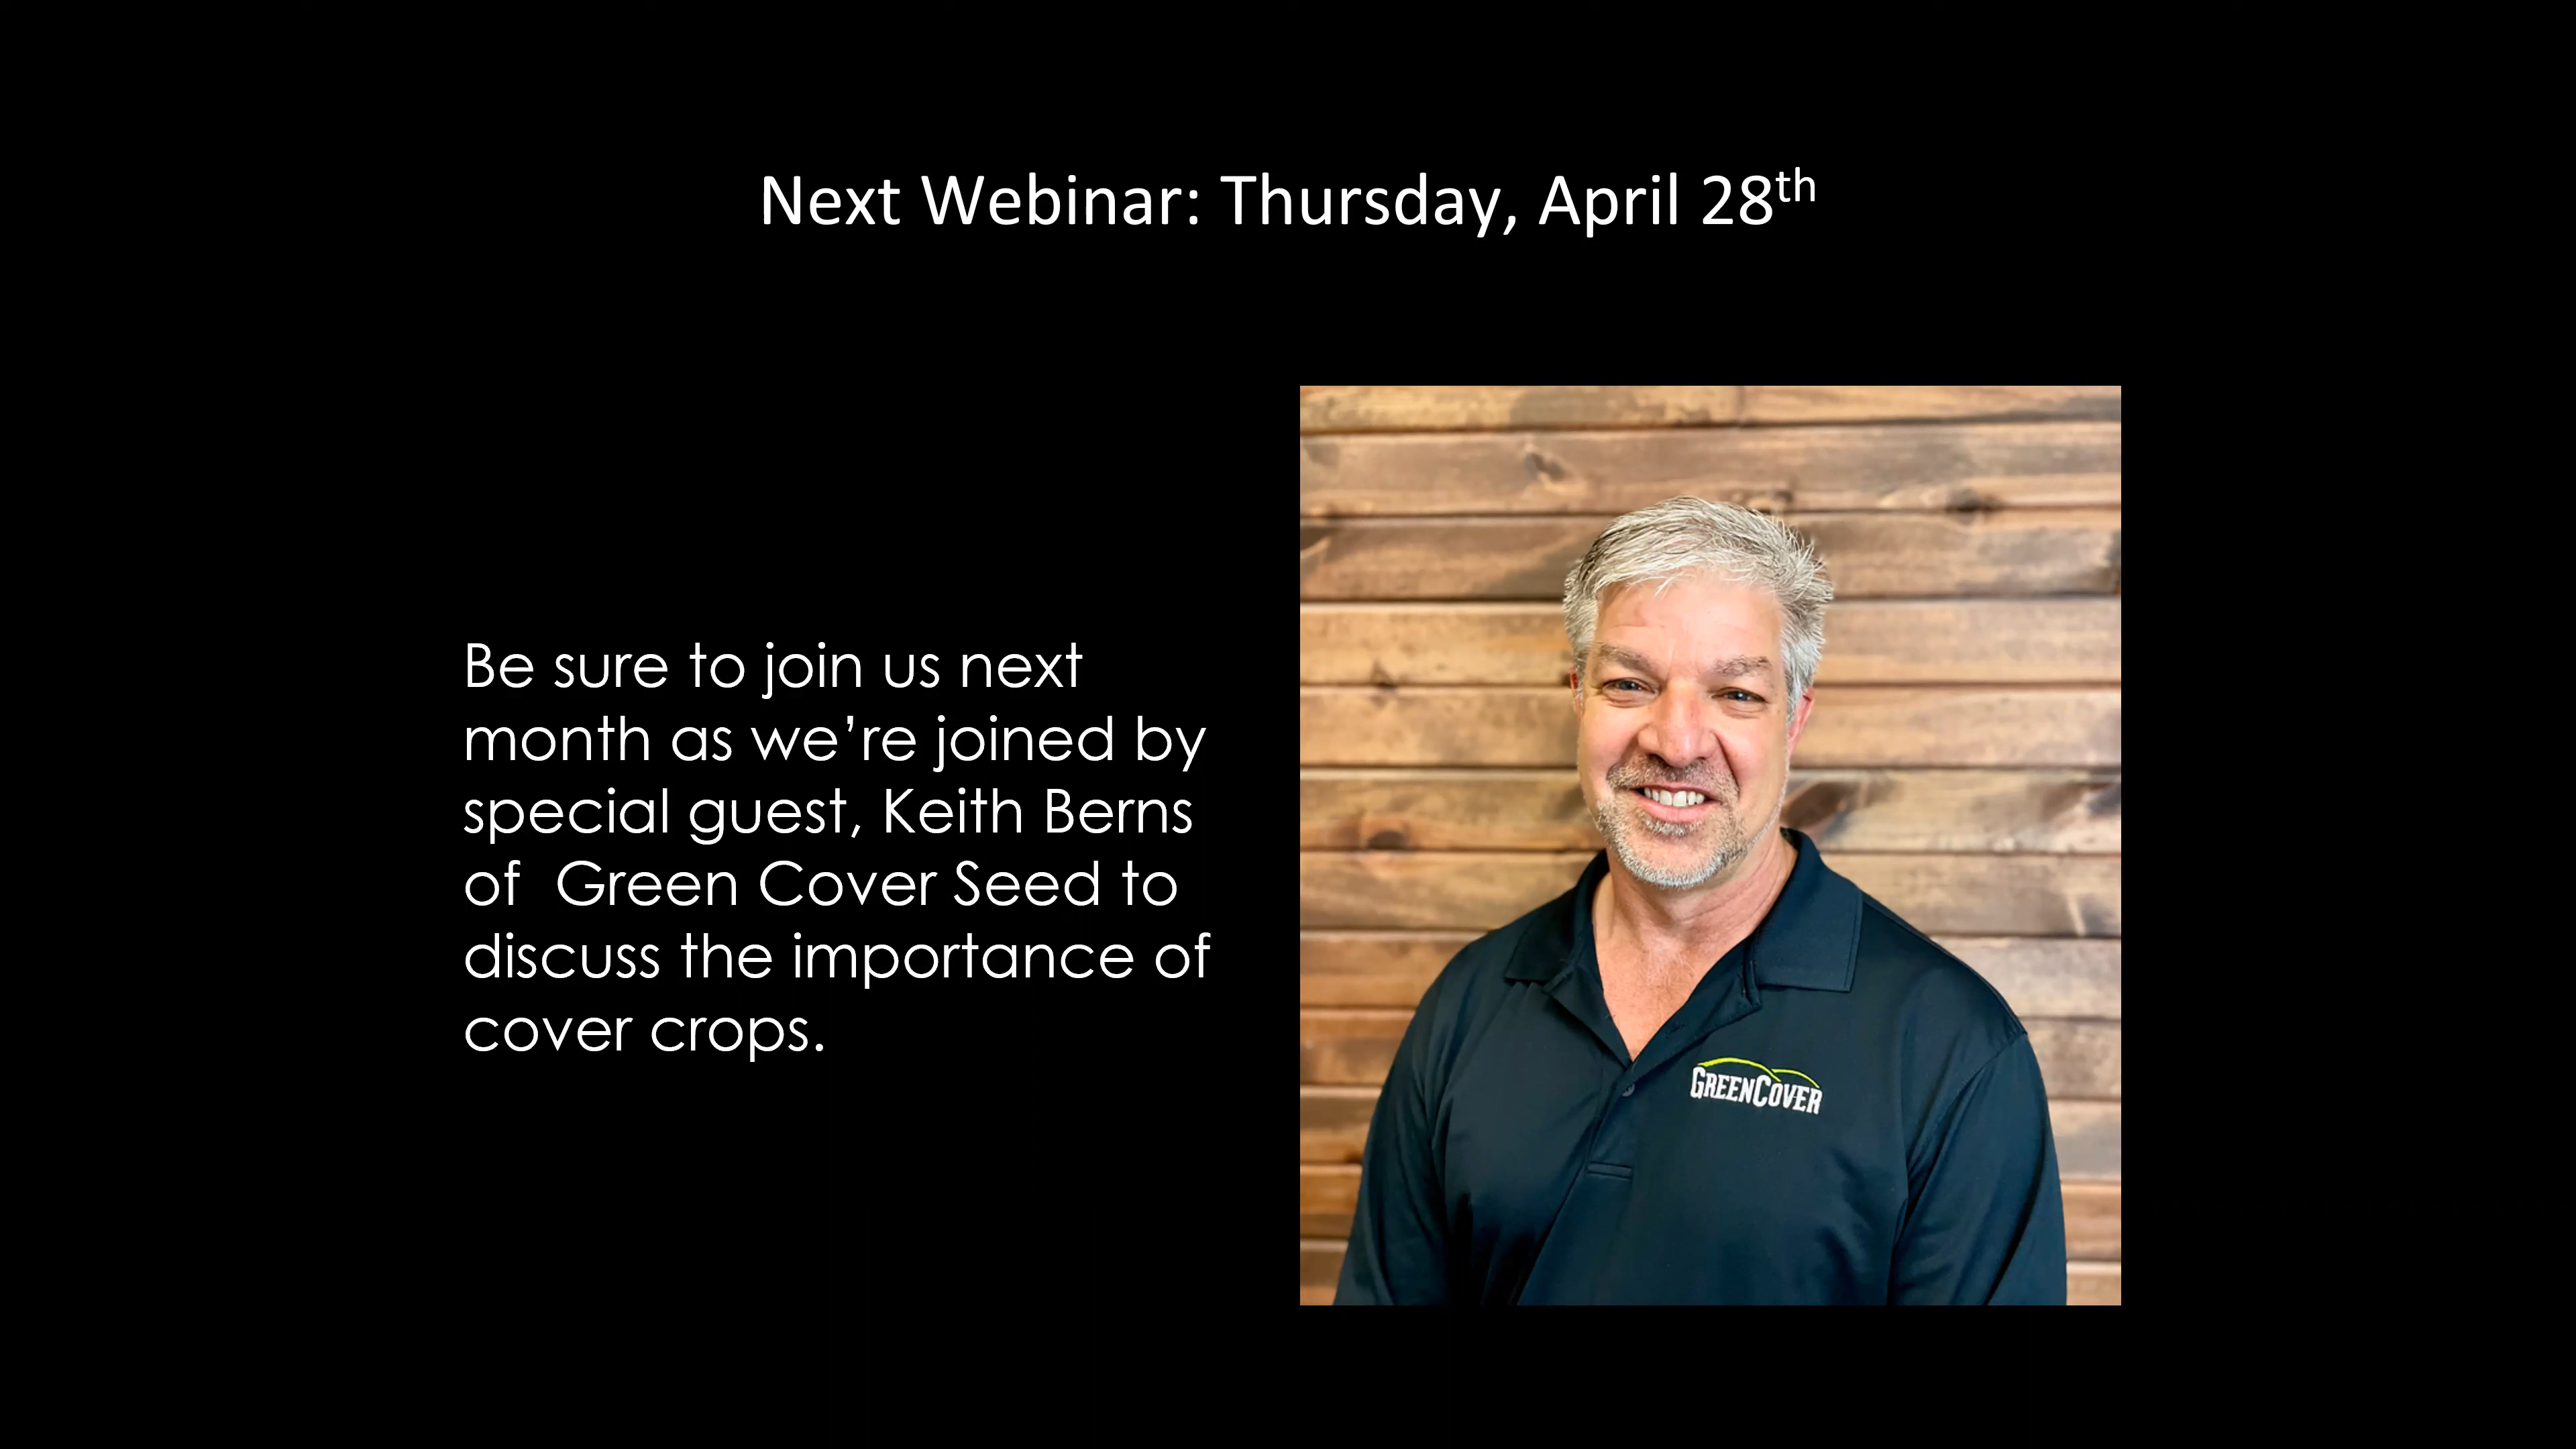 Next Webinar: Thursday, April 28th
Be sure to join us next
month as we’re joined by
special guest, Keith Berns
of  Green Cover Seed to
discuss the importance of
cover crops.
GREENCOVER